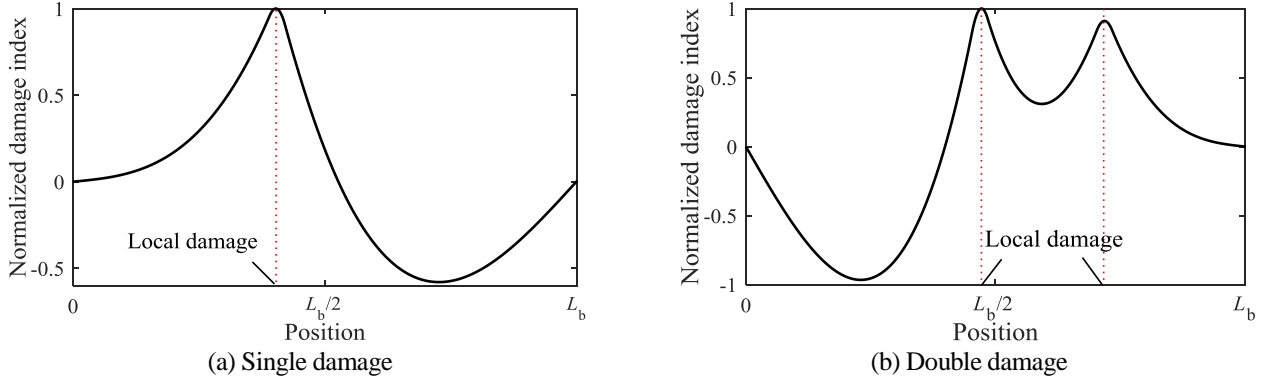 Normalized damage index
1
0.5
0
-0.5
Local damage
0
L_b/2
L_b
Position
(a) Single damage
Normalized damage index
1
0.5
0
-0.5
-1
Local damage
0
L_b/2
L_b
Position
(b) Double damage